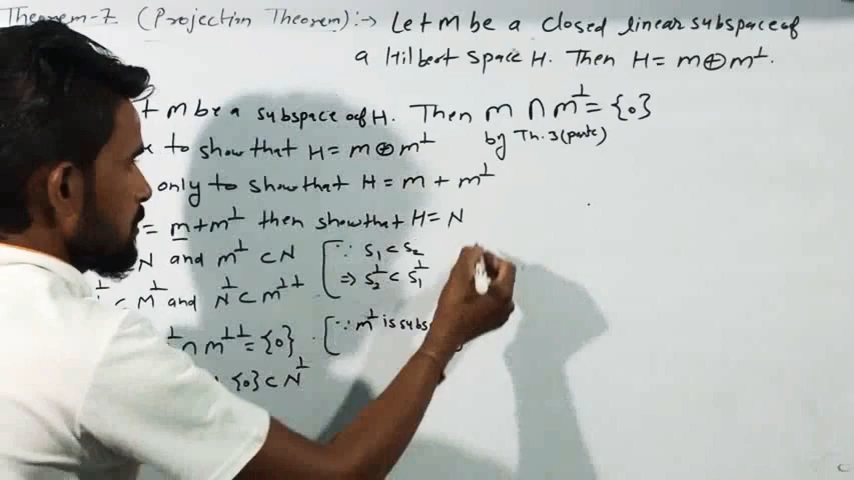 Theorem-7 (Projection Theorem):→ Let M be a closed linear subspace of
a Hilbert space H. Then H = M⊕M⊥.
t M be a subspace of H. Then M ∩ M⊥ = {0}
by Th.3(part c)
to show that H = M⊕M⊥
only to show that H = M + M⊥
= M+M⊥ then show that H = N
N and M⊥ ⊂ N [∵ S₁ ⊂ S₂
⊂ M⊥ and N⊥ ⊂ M⊥⊥ ⇒ S₂⊥ ⊂ S₁⊥
⊥ ∩ M⊥⊥ = {0} . [∵ M⊥ is subs
{0} ⊂ N⊥